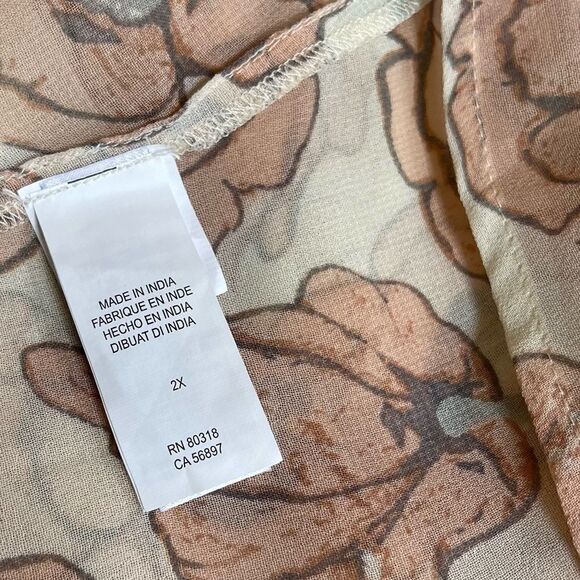 MADE IN INDIA
FABRIQUE EN INDE
HECHO EN INDIA
DIBUAT DI INDIA
2X
RN 80318
CA 56897